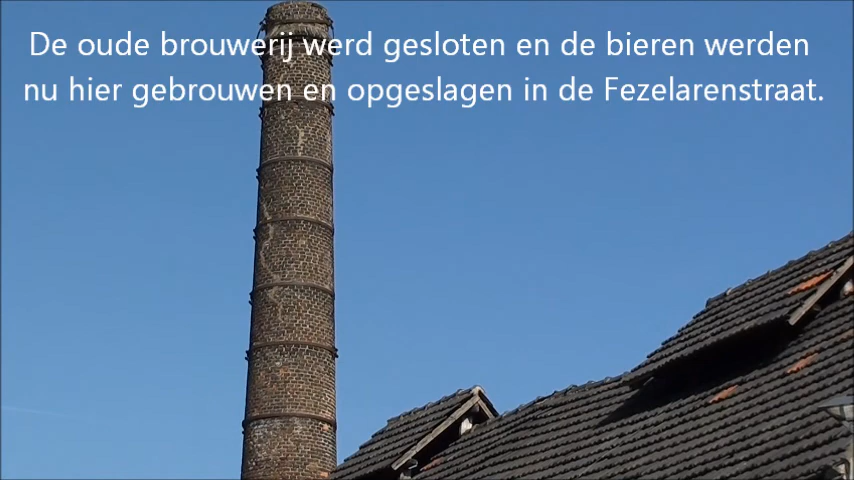 De oude brouwerij werd gesloten en de bieren werden
nu hier gebrouwen en opgeslagen in de Fezelarenstraat.